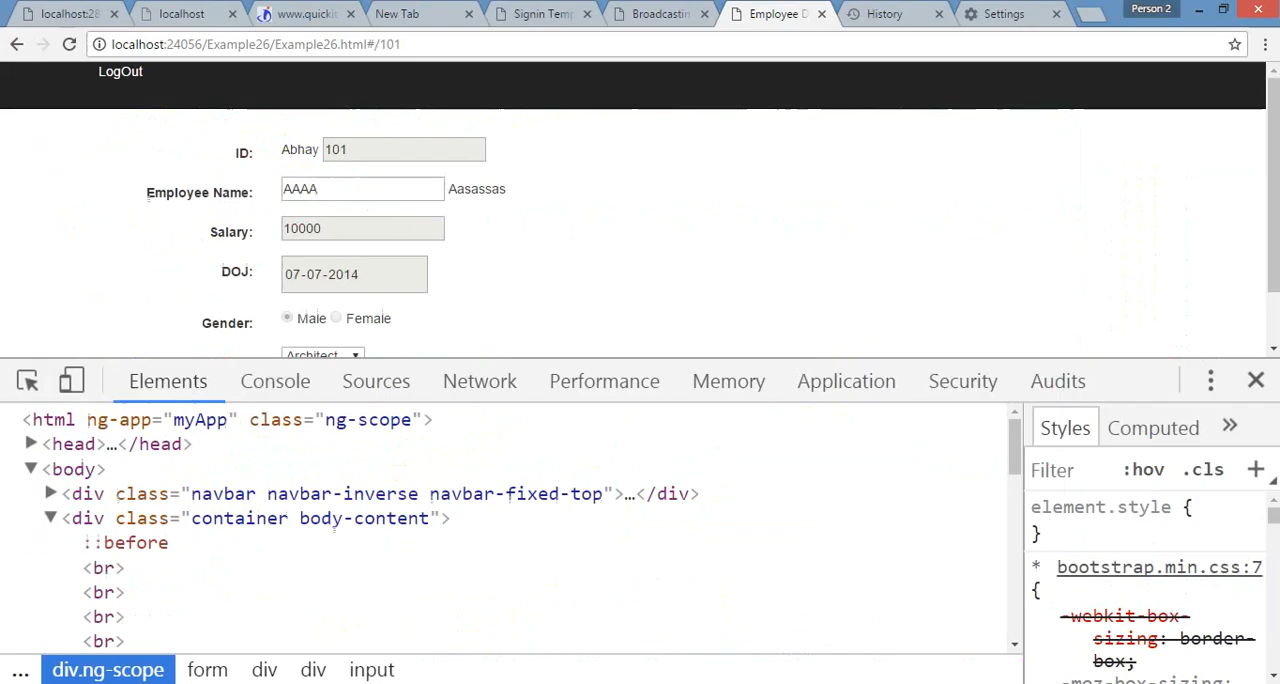 localhost:28 localhost www.quickit New Tab Signin Temp Broadcastin Employee D History Settings Person 2
localhost:24056/Example26/Example26.html#/101
LogOut
ID: Abhay 101
Employee Name: AAAA Aasassas
Salary: 10000
DOJ: 07-07-2014
Gender: Male Female
Architect
Elements Console Sources Network Performance Memory Application Security Audits
<html ng-app="myApp" class="ng-scope">
<head>…</head>
<body>
<div class="navbar navbar-inverse navbar-fixed-top">…</div>
<div class="container body-content">
::before
<br>
<br>
<br>
<br>
... div.ng-scope form div div input
Styles Computed »
Filter :hov .cls +
element.style {
}
* bootstrap.min.css:7
{
-webkit-box-
sizing: border-
box;
-moz-box-sizing: